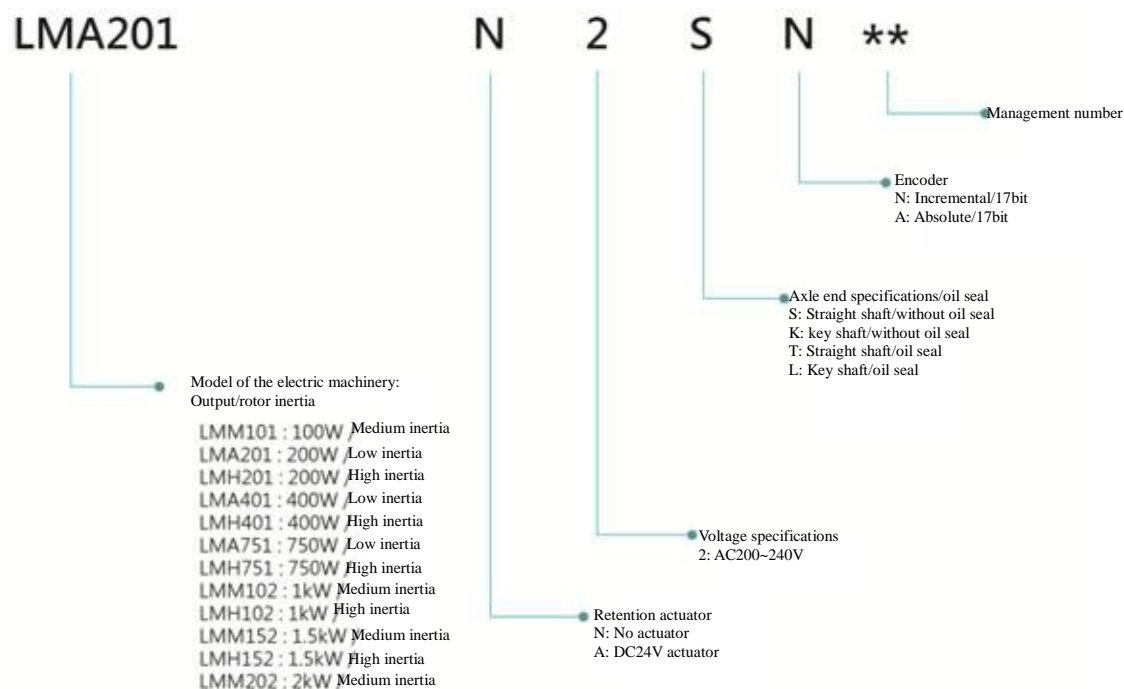 LMA201 N 2 S N **
Management number
Encoder
N: Incremental/17bit
A: Absolute/17bit
Axle end specifications/oil seal
S: Straight shaft/without oil seal
K: key shaft/without oil seal
T: Straight shaft/oil seal
L: Key shaft/oil seal
Model of the electric machinery:
Output/rotor inertia
LMM101 : 100W /Medium inertia
LMA201 : 200W /Low inertia
LMH201 : 200W /High inertia
LMA401 : 400W /Low inertia
LMH401 : 400W /High inertia
LMA751 : 750W /Low inertia
LMH751 : 750W /High inertia
LMM102 : 1kW /Medium inertia
LMH102 : 1kW /High inertia
LMM152 : 1.5kW /Medium inertia
LMH152 : 1.5kW /High inertia
LMM202 : 2kW /Medium inertia
Voltage specifications
2: AC200~240V
Retention actuator
N: No actuator
A: DC24V actuator